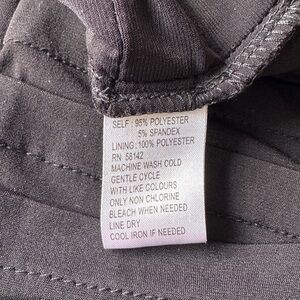 SELF : 95% POLYESTER
5% SPANDEX
LINING : 100% POLYESTER
RN 58142
MACHINE WASH COLD
GENTLE CYCLE
WITH LIKE COLOURS
ONLY NON CHLORINE
BLEACH WHEN NEEDED
LINE DRY
COOL IRON IF NEEDED